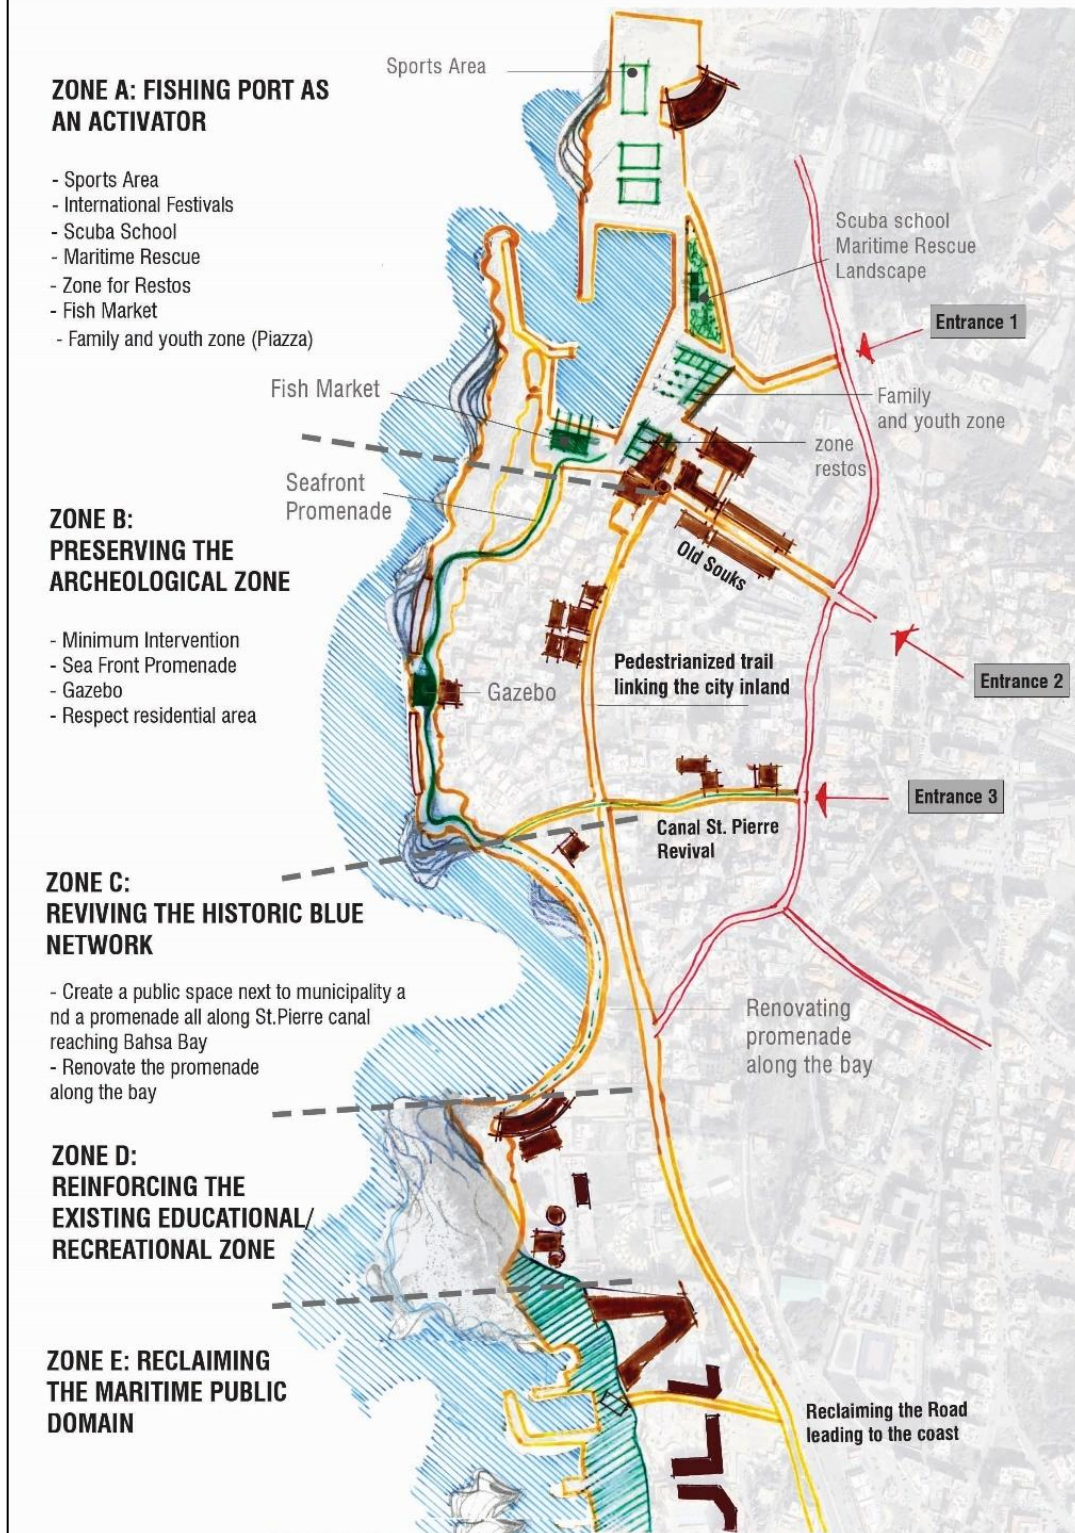 Sports Area
ZONE A: FISHING PORT AS
AN ACTIVATOR
- Sports Area
- International Festivals
- Scuba School
- Maritime Rescue
- Zone for Restos
- Fish Market
- Family and youth zone (Piazza)
Scuba school
Maritime Rescue
Landscape
Entrance 1
Fish Market
Family
and youth zone
zone
restos
Seafront
Promenade
ZONE B:
PRESERVING THE
ARCHEOLOGICAL ZONE
- Minimum Intervention
- Sea Front Promenade
- Gazebo
- Respect residential area
Old Souks
Pedestrianized trail
linking the city inland
Entrance 2
Gazebo
Entrance 3
Canal St. Pierre
Revival
ZONE C:
REVIVING THE HISTORIC BLUE
NETWORK
- Create a public space next to municipality a
nd a promenade all along St.Pierre canal
reaching Bahsa Bay
- Renovate the promenade
along the bay
Renovating
promenade
along the bay
ZONE D:
REINFORCING THE
EXISTING EDUCATIONAL/
RECREATIONAL ZONE
ZONE E: RECLAIMING
THE MARITIME PUBLIC
DOMAIN
Reclaiming the Road
leading to the coast